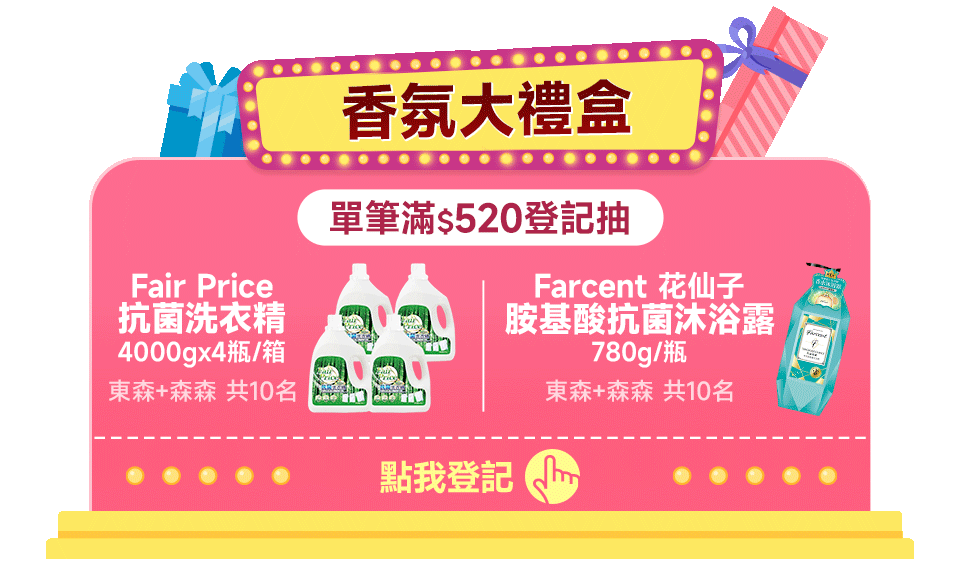 香氛大禮盒
單筆滿$520登記抽
Fair Price
抗菌洗衣精
4000gx4瓶/箱
東森+森森 共10名
Farcent 花仙子
胺基酸抗菌沐浴露
780g/瓶
東森+森森 共10名
Fair Price
Farcent
點我登記